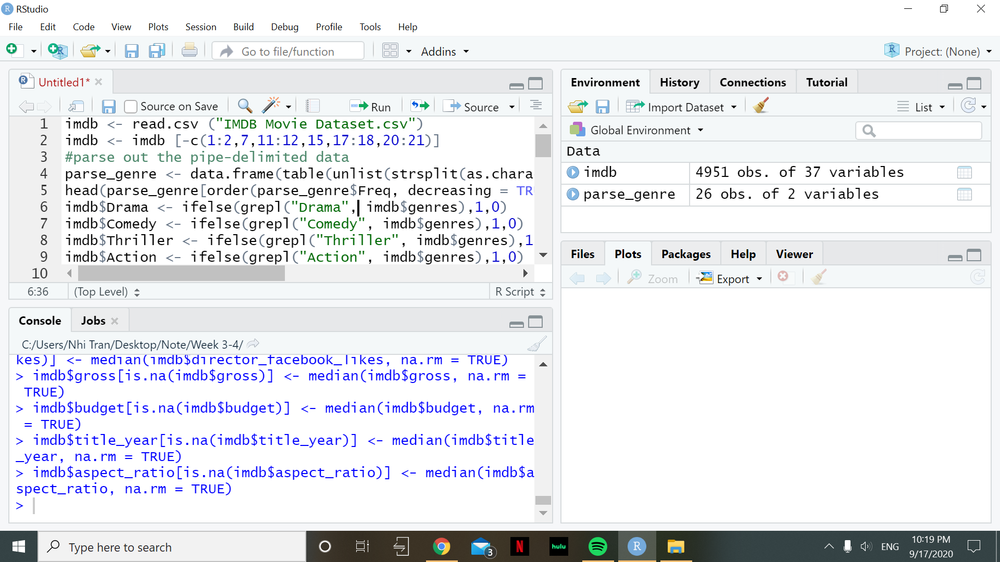 RStudio
File Edit Code View Plots Session Build Debug Profile Tools Help
Go to file/function Addins Project: (None)
Untitled1*
Source on Save Run Source
1 imdb <- read.csv ("IMDB Movie Dataset.csv")
2 imdb <- imdb [-c(1:2,7,11:12,15,17:18,20:21)]
3 #parse out the pipe-delimited data
4 parse_genre <- data.frame(table(unlist(strsplit(as.chara
5 head(parse_genre[order(parse_genre$Freq, decreasing = TR
6 imdb$Drama <- ifelse(grepl("Drama", imdb$genres),1,0)
7 imdb$Comedy <- ifelse(grepl("Comedy", imdb$genres),1,0)
8 imdb$Thriller <- ifelse(grepl("Thriller", imdb$genres),1
9 imdb$Action <- ifelse(grepl("Action", imdb$genres),1,0)
10
6:36 (Top Level) R Script
Console Jobs
C:/Users/Nhi Tran/Desktop/Note/Week 3-4/
kes)] <- median(imdb$director_facebook_likes, na.rm = TRUE)
> imdb$gross[is.na(imdb$gross)] <- median(imdb$gross, na.rm =
TRUE)
> imdb$budget[is.na(imdb$budget)] <- median(imdb$budget, na.rm
= TRUE)
> imdb$title_year[is.na(imdb$title_year)] <- median(imdb$title
_year, na.rm = TRUE)
> imdb$aspect_ratio[is.na(imdb$aspect_ratio)] <- median(imdb$a
spect_ratio, na.rm = TRUE)
>
Environment History Connections Tutorial
Import Dataset List
Global Environment
Data
imdb 4951 obs. of 37 variables
parse_genre 26 obs. of 2 variables
Files Plots Packages Help Viewer
Zoom Export
Type here to search
3
N
hulu
R
ENG
10:19 PM
9/17/2020